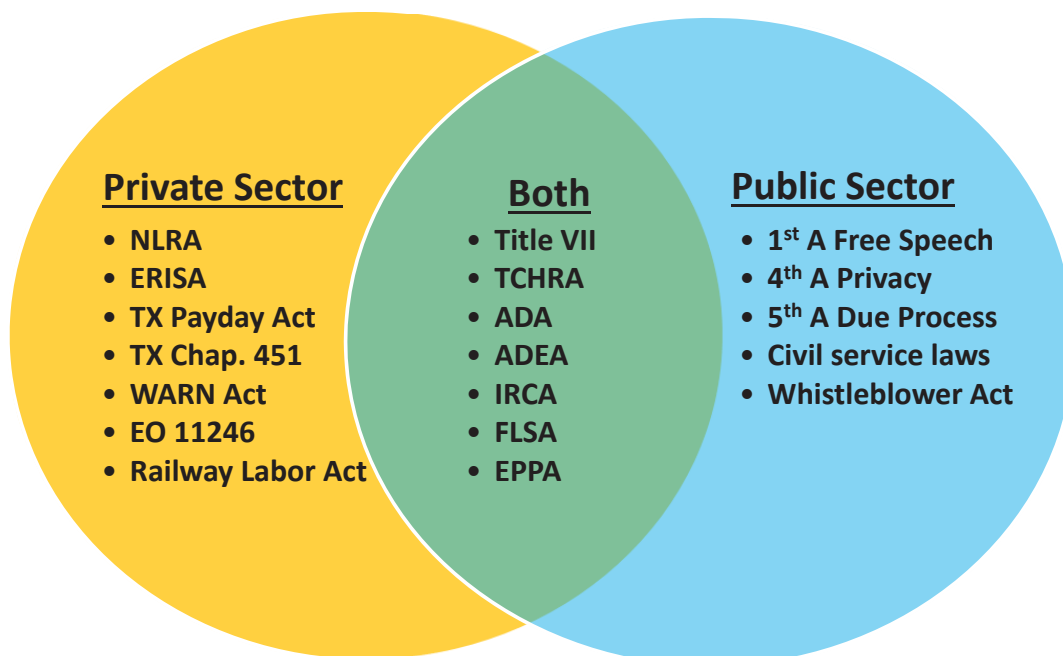 Private Sector
• NLRA
• ERISA
• TX Payday Act
• TX Chap. 451
• WARN Act
• EO 11246
• Railway Labor Act
Both
• Title VII
• TCHRA
• ADA
• ADEA
• IRCA
• FLSA
• EPPA
Public Sector
• 1st A Free Speech
• 4th A Privacy
• 5th A Due Process
• Civil service laws
• Whistleblower Act